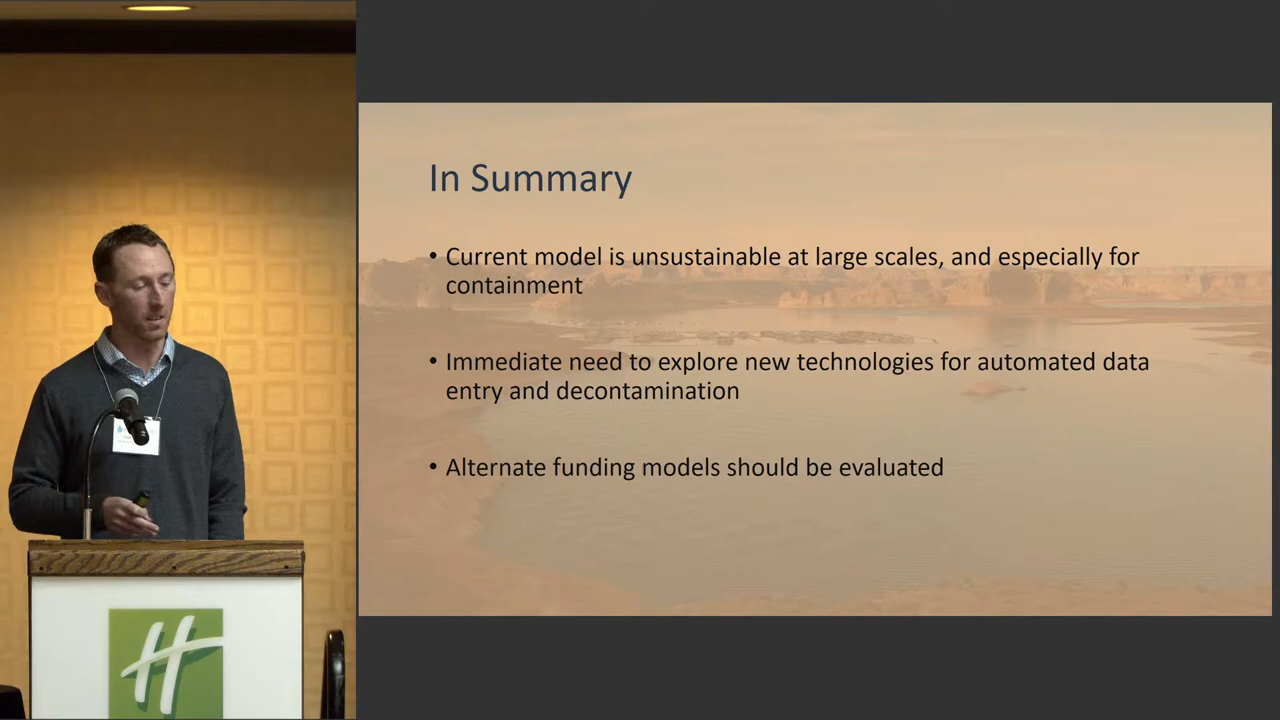 In Summary
• Current model is unsustainable at large scales, and especially for
containment
• Immediate need to explore new technologies for automated data
entry and decontamination
• Alternate funding models should be evaluated
H